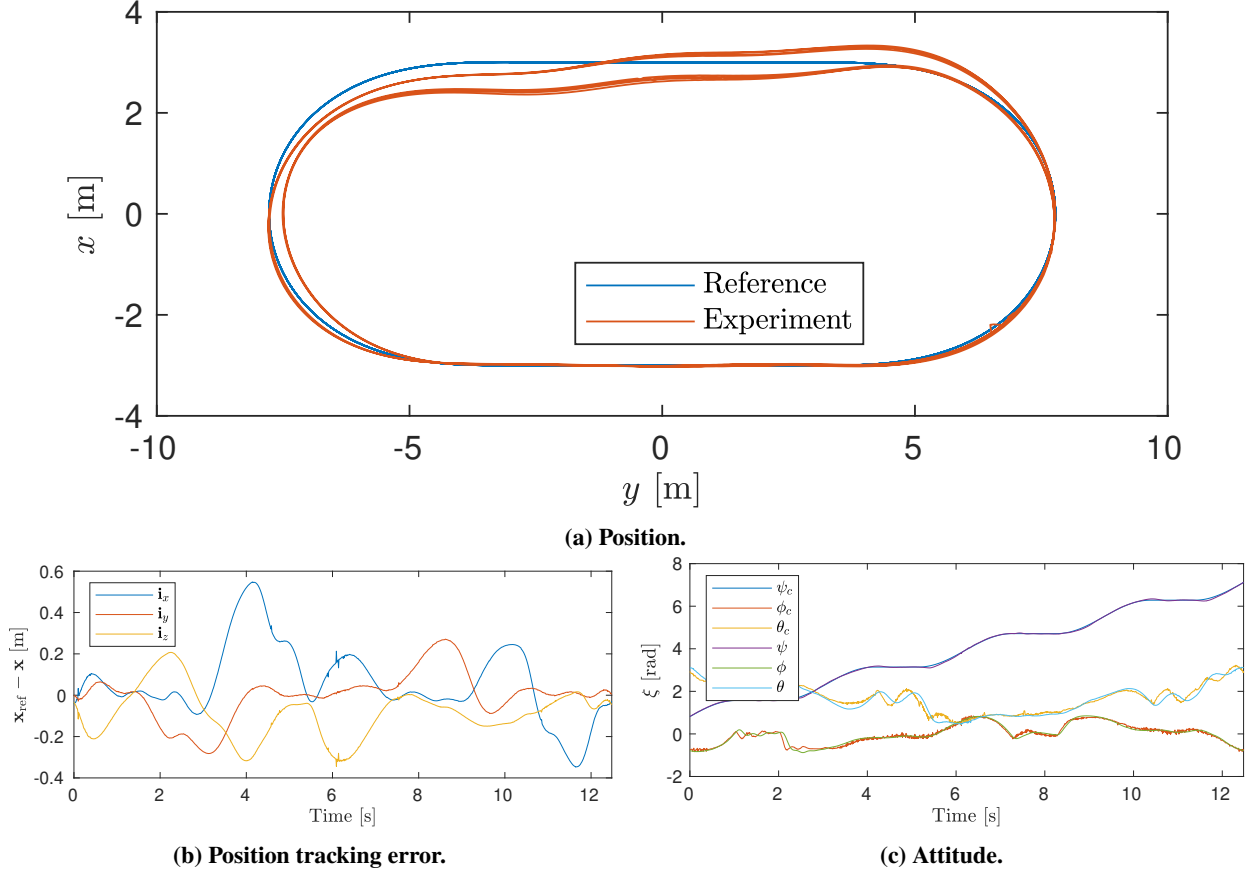 4
2
0
-2
-4
x [m]
-10
-5
0
5
10
y [m]
Reference
Experiment
(a) Position.
0.6
0.4
0.2
0
-0.2
-0.4
x_ref − x [m]
i_x
i_y
i_z
0
2
4
6
8
10
12
Time [s]
(b) Position tracking error.
8
6
4
2
0
-2
ξ [rad]
ψ_c
ϕ_c
θ_c
ψ
ϕ
θ
0
2
4
6
8
10
12
Time [s]
(c) Attitude.